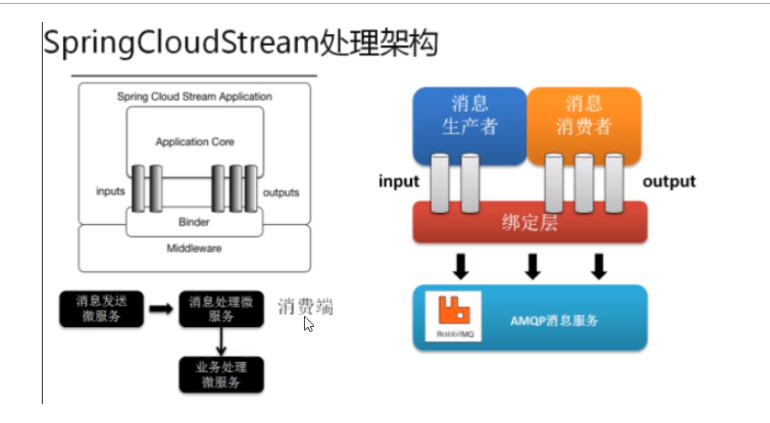 SpringCloudStream处理架构
Spring Cloud Stream Application
Application Core
inputs
outputs
Binder
Middleware
消息发送
微服务
消息处理微
服务
消费端
业务处理
微服务
消息
生产者
消息
消费者
input
output
绑定层
RabbitMQ
AMQP消息服务